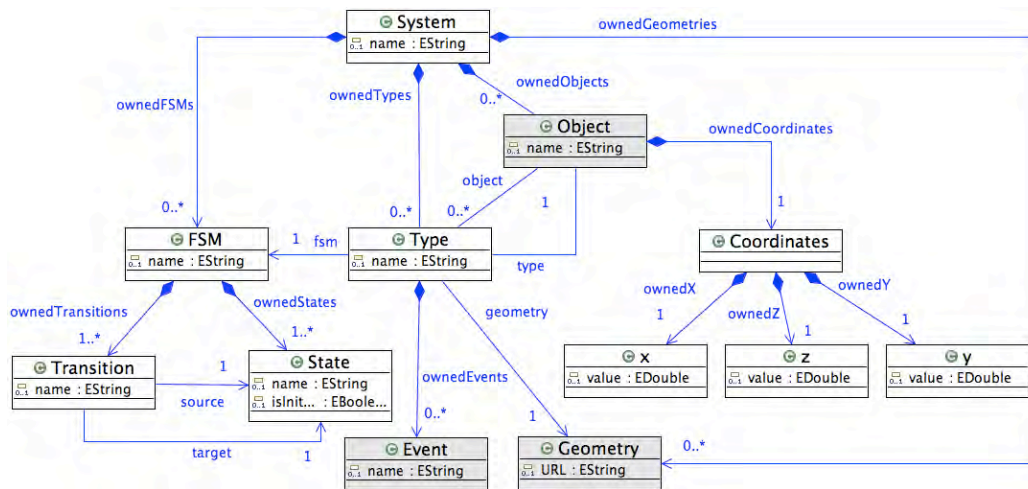 System
name : EString
ownedGeometries
ownedFSMs
ownedTypes
ownedObjects
0..*
Object
name : EString
ownedCoordinates
object
0..*
0..*
0..*
1
1
FSM
name : EString
1
fsm
Type
name : EString
type
Coordinates
ownedTransitions
ownedStates
1..*
1..*
geometry
ownedX
ownedZ
ownedY
1
1
1
Transition
name : EString
1
source
State
name : EString
isInit... : EBoole...
x
value : EDouble
z
value : EDouble
y
value : EDouble
ownedEvents
0..*
1
target
1
0..*
Event
name : EString
Geometry
URL : EString